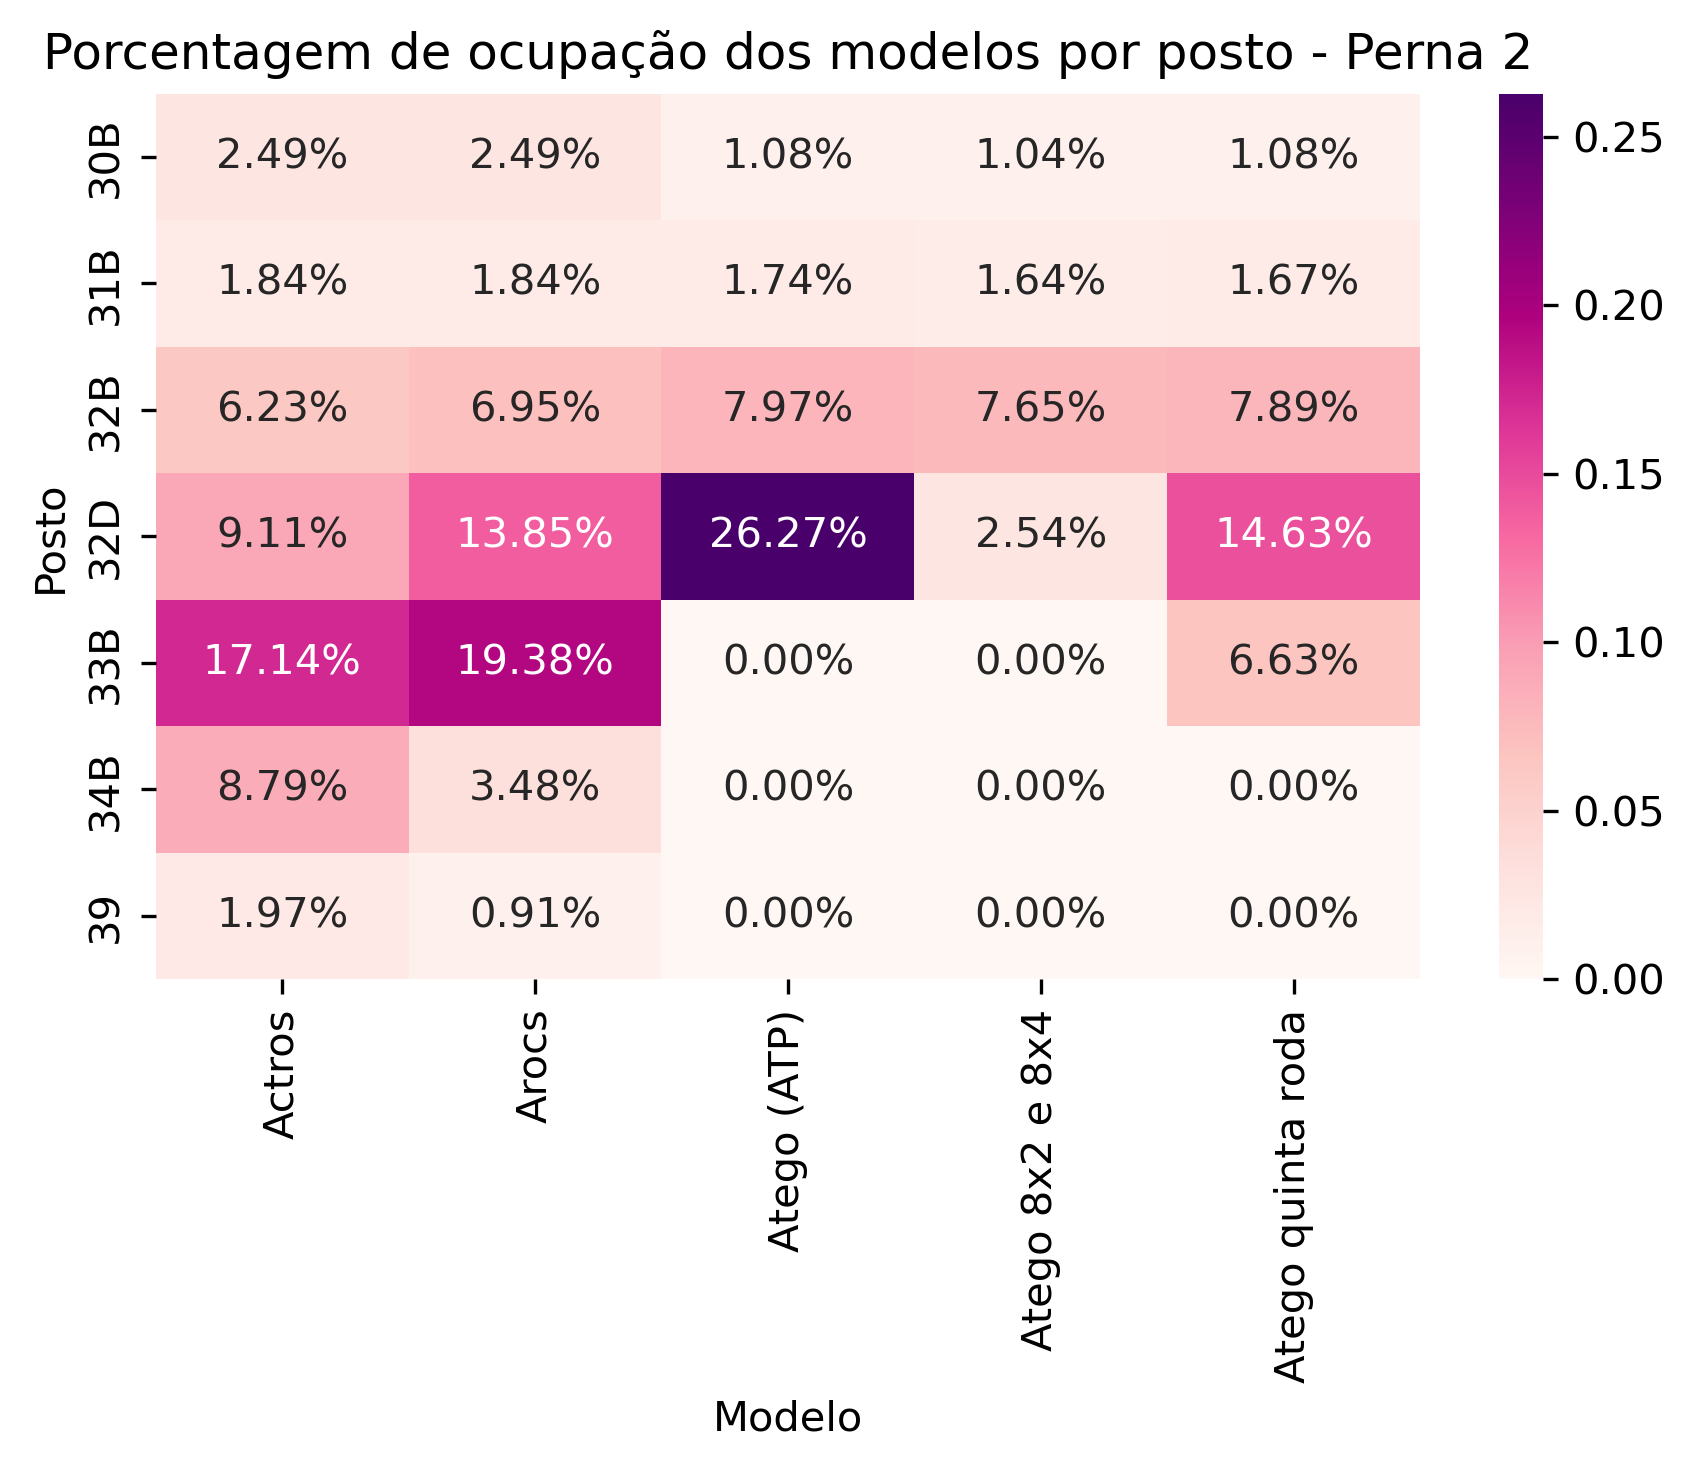 Porcentagem de ocupação dos modelos por posto - Perna 2
Posto
30B 2.49% 2.49% 1.08% 1.04% 1.08%
31B 1.84% 1.84% 1.74% 1.64% 1.67%
32B 6.23% 6.95% 7.97% 7.65% 7.89%
32D 9.11% 13.85% 26.27% 2.54% 14.63%
33B 17.14% 19.38% 0.00% 0.00% 6.63%
34B 8.79% 3.48% 0.00% 0.00% 0.00%
39 1.97% 0.91% 0.00% 0.00% 0.00%
Actros
Arocs
Atego (ATP)
Atego 8x2 e 8x4
Atego quinta roda
Modelo
0.25
0.20
0.15
0.10
0.05
0.00